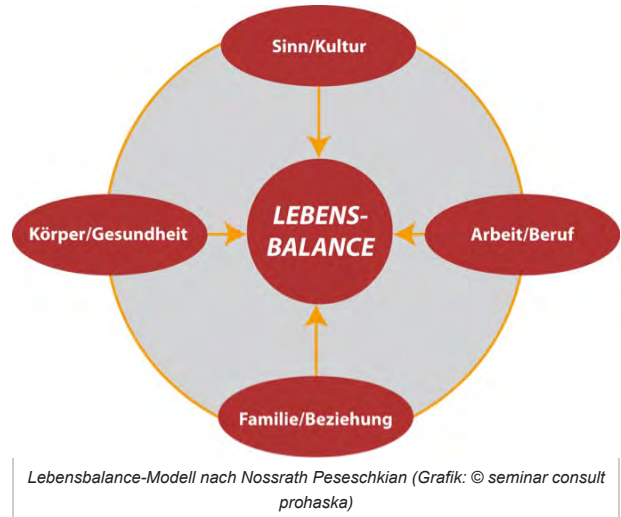 Sinn/Kultur
Körper/Gesundheit
LEBENS-
BALANCE
Arbeit/Beruf
Familie/Beziehung
Lebensbalance-Modell nach Nossrath Peseschkian (Grafik: © seminar consult
prohaska)